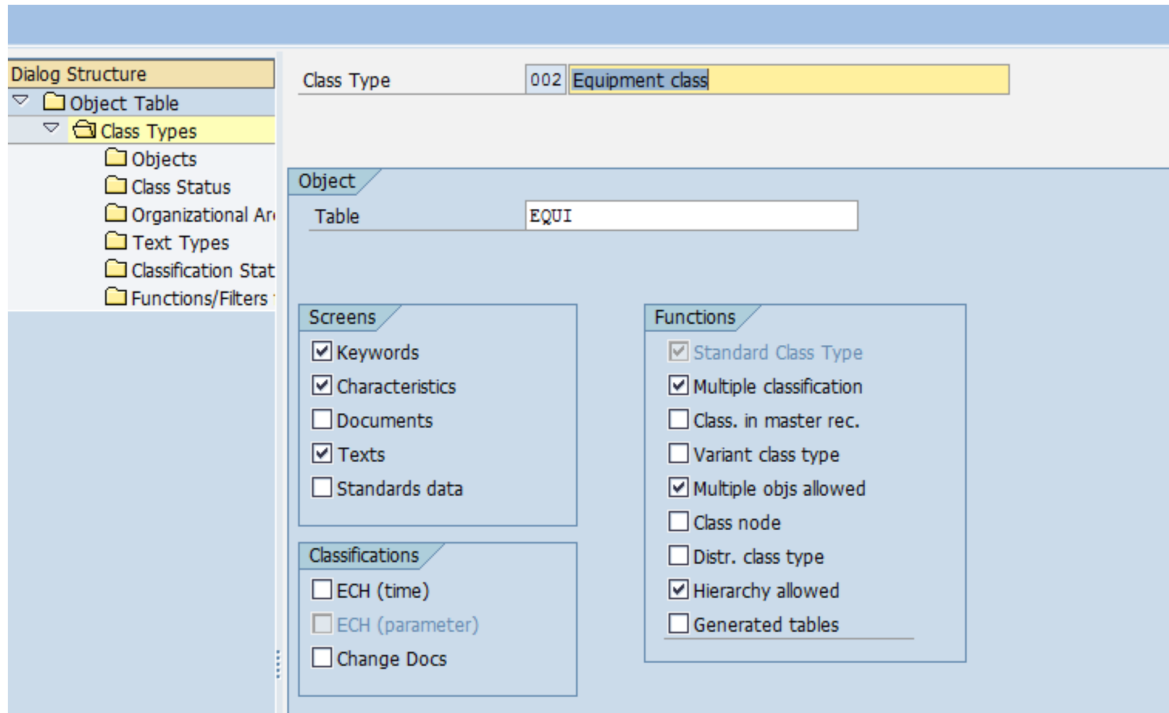 Dialog Structure
Object Table
Class Types
Objects
Class Status
Organizational Ar
Text Types
Classification Stat
Functions/Filters
Class Type 002 Equipment class
Object
Table EQUI
Screens
Keywords
Characteristics
Documents
Texts
Standards data
Classifications
ECH (time)
ECH (parameter)
Change Docs
Functions
Standard Class Type
Multiple classification
Class. in master rec.
Variant class type
Multiple objs allowed
Class node
Distr. class type
Hierarchy allowed
Generated tables